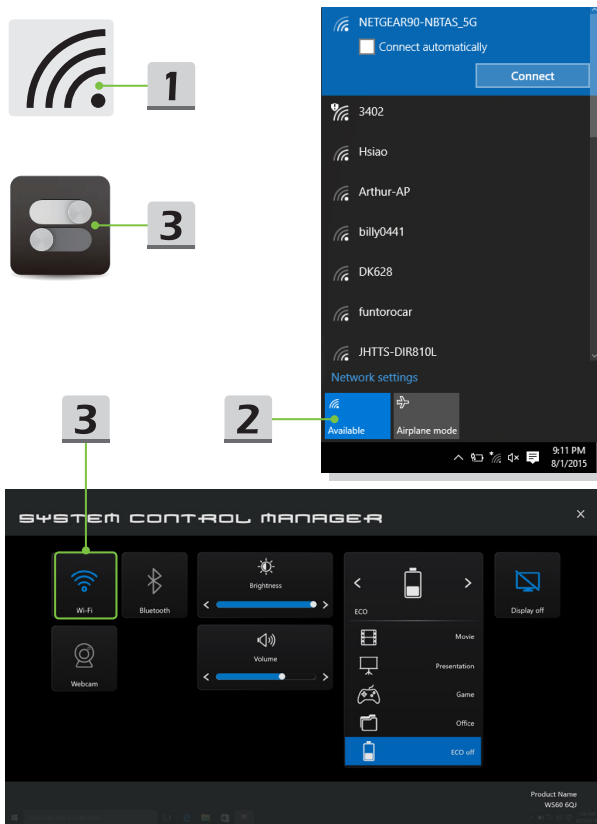 1
3
NETGEAR90-NBTAS_5G
Connect automatically
Connect
3402
Hsiao
Arthur-AP
billy0441
DK628
funtorocar
JHTTS-DIR810L
Network settings
Available
Airplane mode
2
9:11 PM
8/1/2015
3
SYSTEM CONTROL MANAGER
Wi-Fi
Bluetooth
Brightness
ECO
Display off
Movie
Webcam
Volume
Presentation
Game
Office
ECO off
Product Name
WS60 6QJ